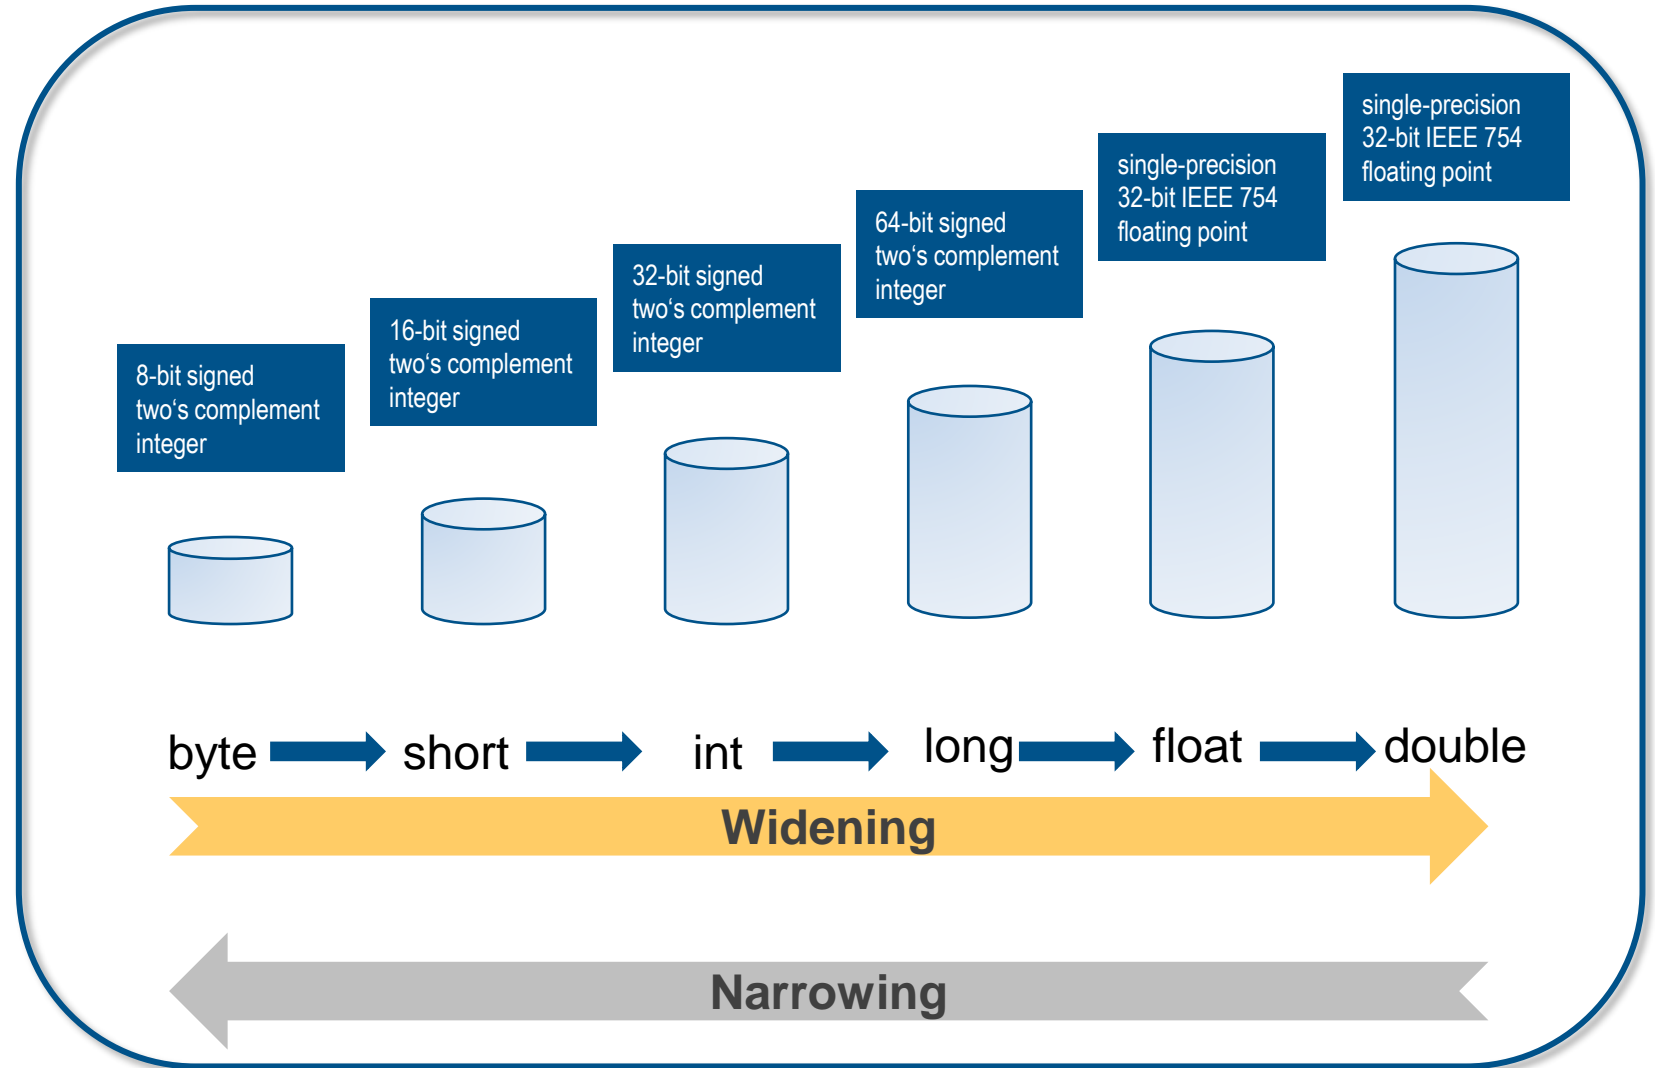 8-bit signed
two‘s complement
integer
16-bit signed
two‘s complement
integer
32-bit signed
two‘s complement
integer
64-bit signed
two‘s complement
integer
single-precision
32-bit IEEE 754
floating point
single-precision
32-bit IEEE 754
floating point
byte short int long float double
Widening
Narrowing